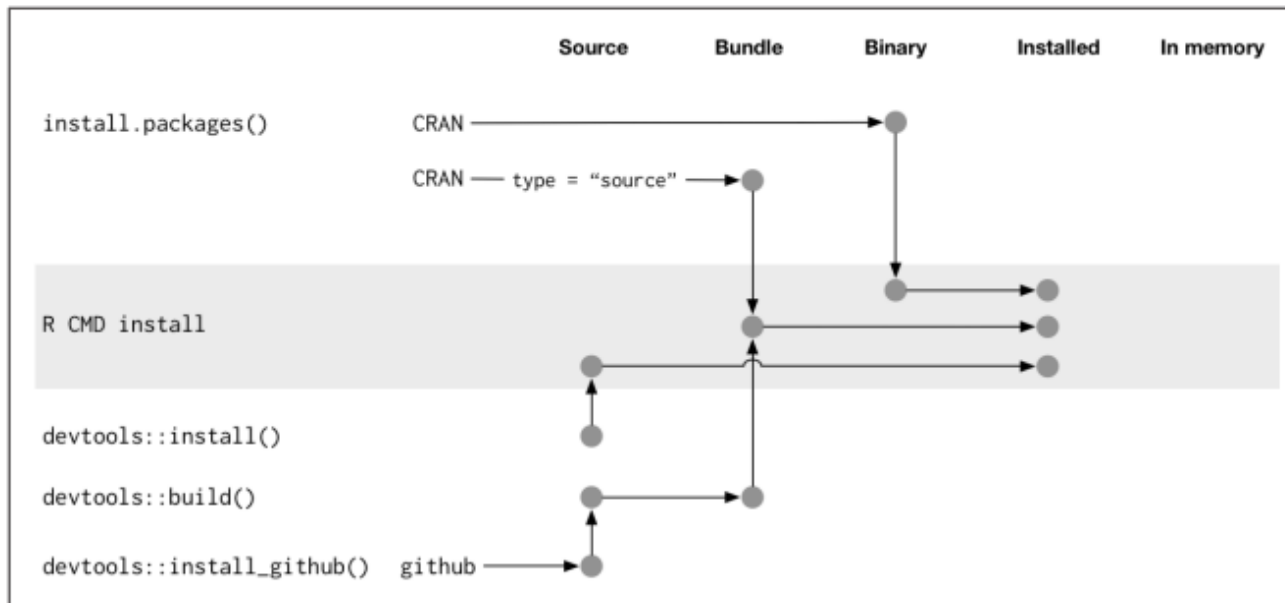 Source Bundle Binary Installed In memory
install.packages() CRAN
CRAN type = “source”
R CMD install
devtools::install()
devtools::build()
devtools::install_github() github